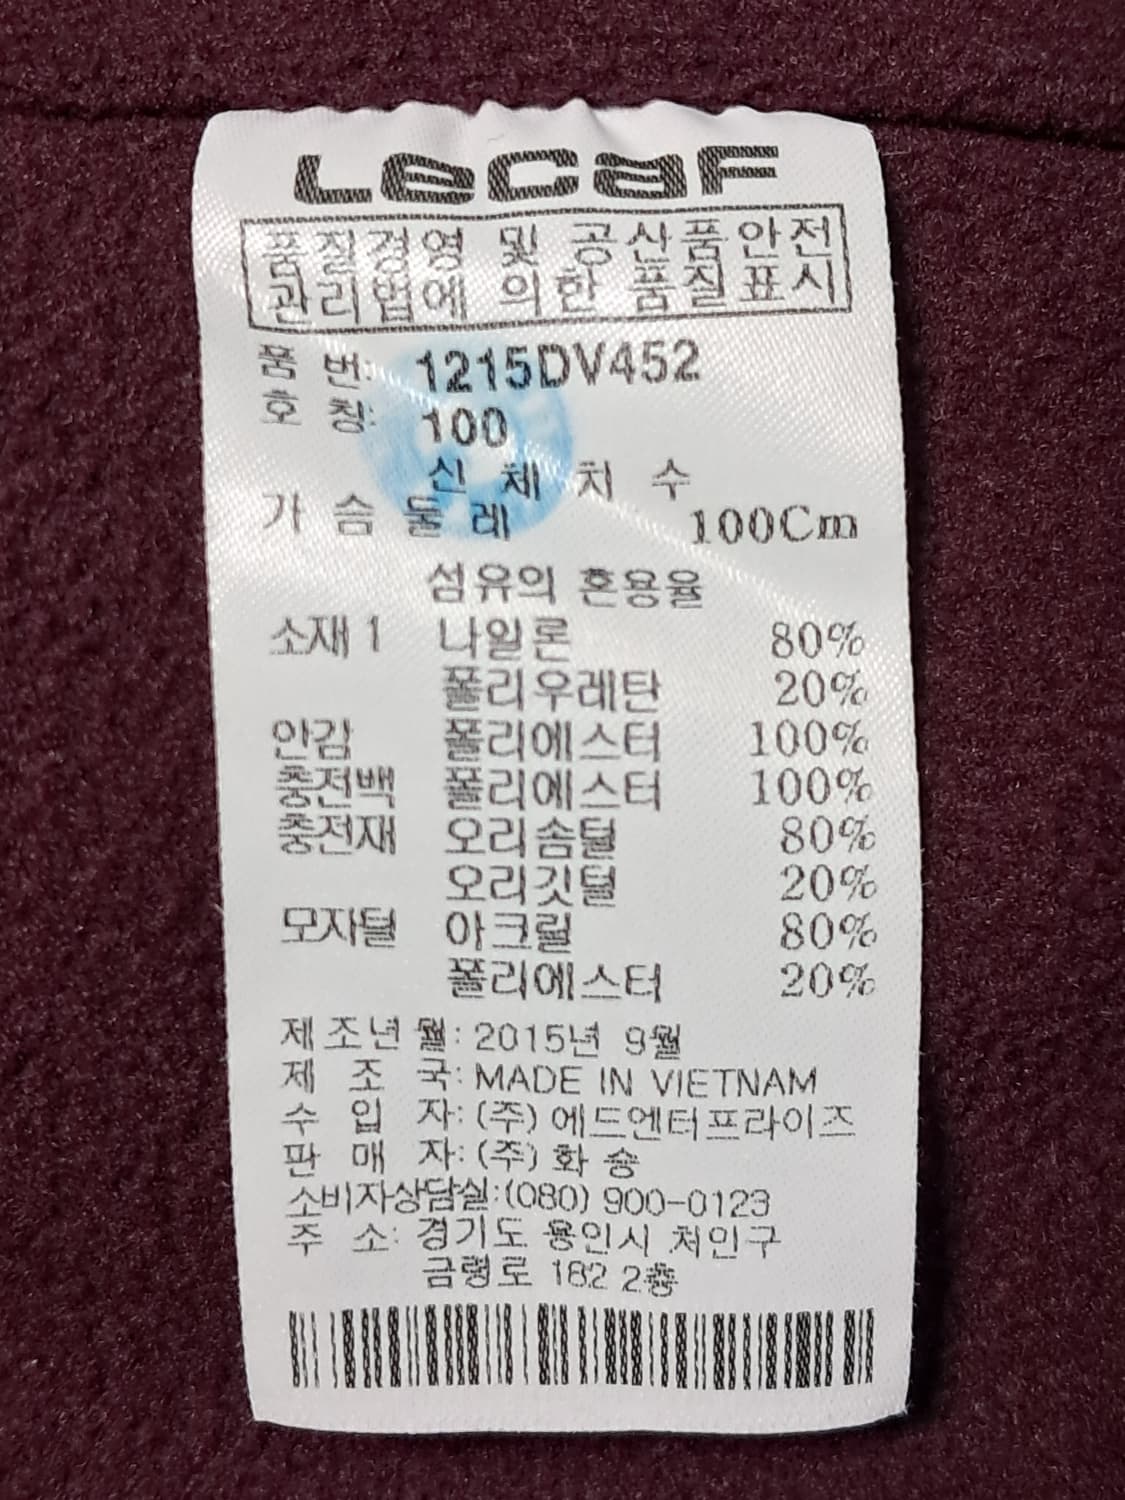 Lecaf
품질경영 및 공산품안전
관리법에 의한 품질표시
품 번: 1215DV452
호 칭: 100
신 체 치 수
가 슴 둘 레 100Cm
섬유의 혼용율
소재1 나일론 80%
폴리우레탄 20%
안감 폴리에스터 100%
충전백 폴리에스터 100%
충전재 오리솜털 80%
오리깃털 20%
모자털 아크릴 80%
폴리에스터 20%
제조년월: 2015년 9월
제 조 국: MADE IN VIETNAM
수 입 자: (주) 에드엔터프라이즈
판 매 자: (주) 화 승
소비자상담실:(080) 900-0123
주 소: 경기도 용인시 처인구
금령로 182 2층